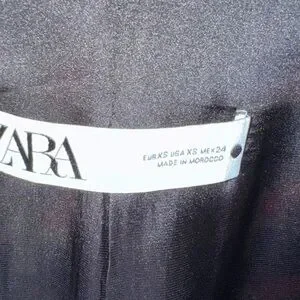 ZARA
EUR XS USA XS MEX 24
MADE IN MOROCCO